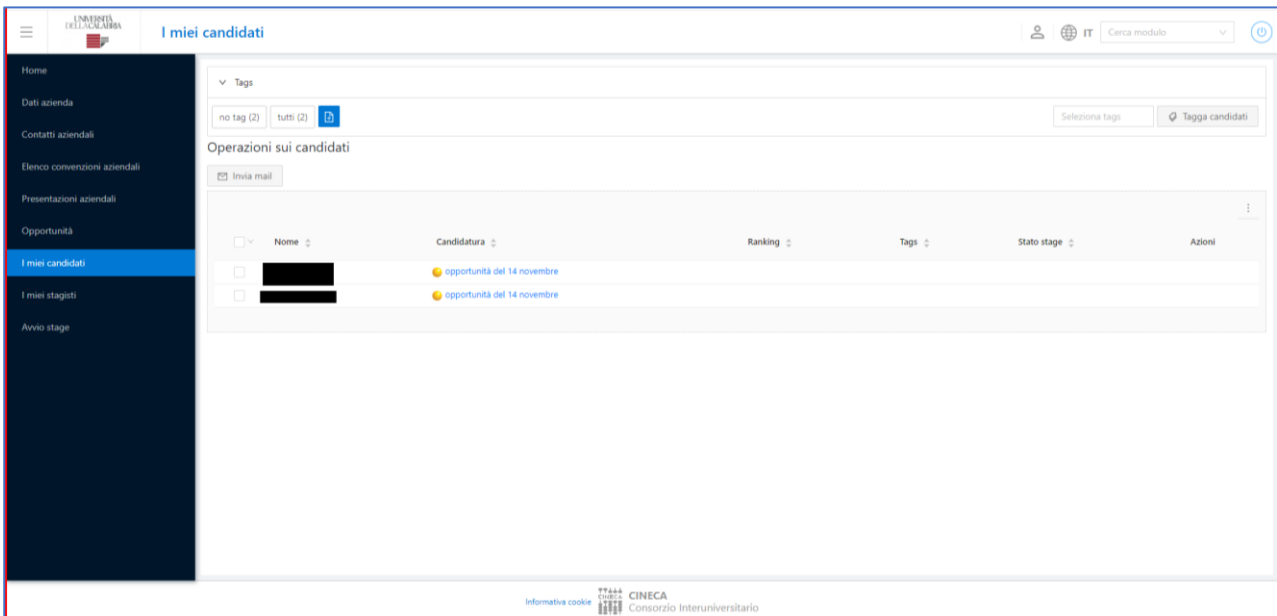 UNIVERSITÀ
DELLA CALABRIA
I miei candidati
IT
Cerca modulo
Home
Dati azienda
Contatti aziendali
Elenco convenzioni aziendali
Presentazioni aziendali
Opportunità
I miei candidati
I miei stagisti
Avvio stage
Tags
no tag (2) tutti (2) Seleziona tags Tagga candidati
Operazioni sui candidati
Invia mail
Nome Candidatura Ranking Tags Stato stage Azioni
opportunità del 14 novembre
opportunità del 14 novembre
Informativa cookie CINECA CINECA
Consorzio Interuniversitario